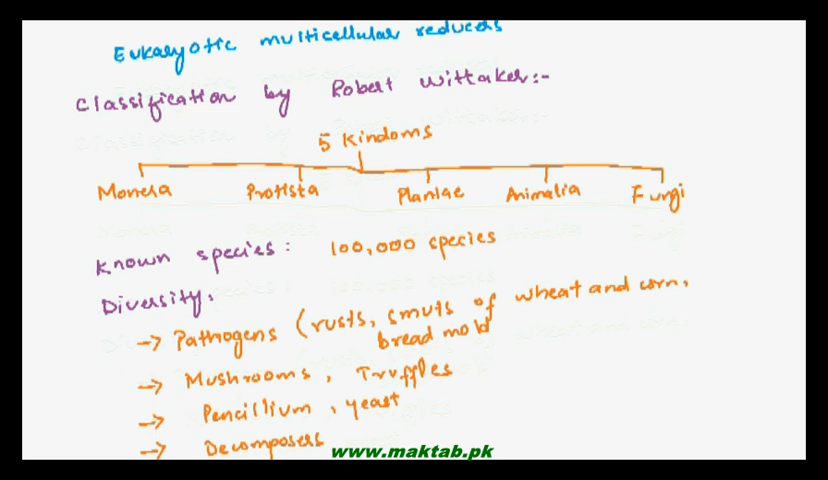 Eukaryotic multicellular reducers
Classification by Robert Wittaker:-
5 Kindoms
Monera Protista Plantae Animalia Fungi
Known species: 100,000 species
Diversity:
→ Pathogens (rusts, smuts of wheat and corn,
bread mold
→ Mushrooms, Truffles
→ Pencillium, yeast
→ Decomposers
www.maktab.pk